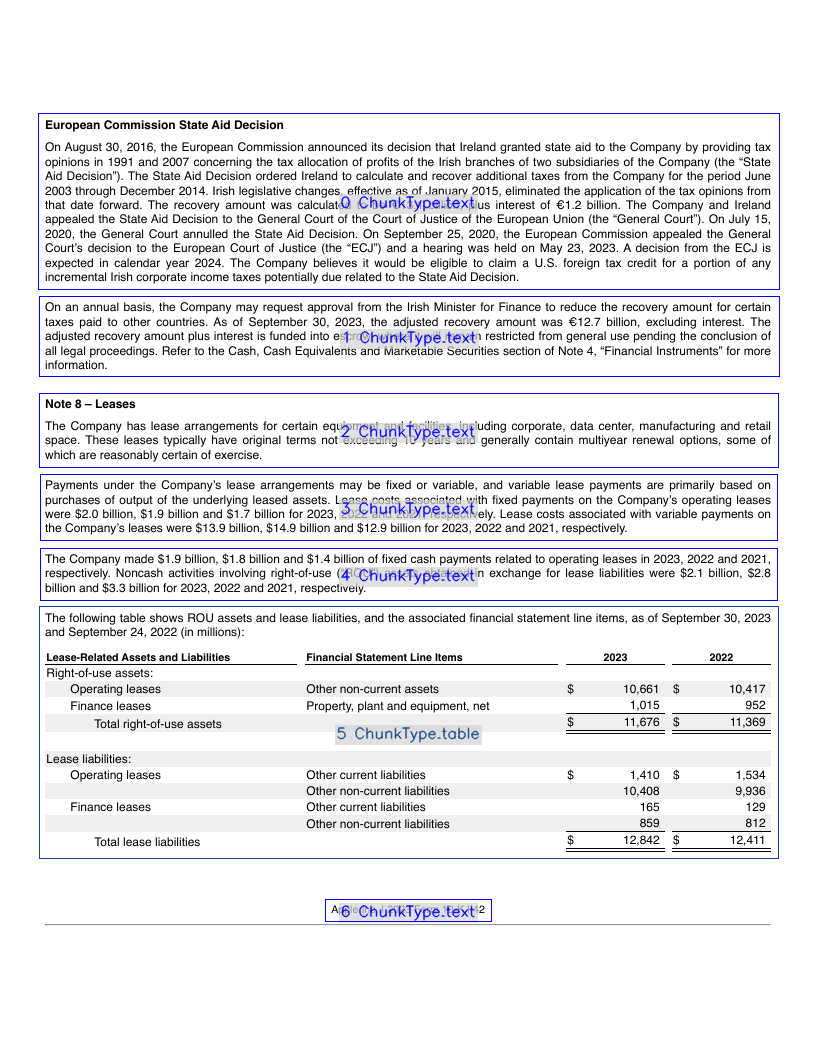 European Commission State Aid Decision
On August 30, 2016, the European Commission announced its decision that Ireland granted state aid to the Company by providing tax
opinions in 1991 and 2007 concerning the tax allocation of profits of the Irish branches of two subsidiaries of the Company (the “State
Aid Decision”). The State Aid Decision ordered Ireland to calculate and recover additional taxes from the Company for the period June
2003 through December 2014. Irish legislative changes, effective as of January 2015, eliminated the application of the tax opinions from
that date forward. The recovery amount was plus interest of €1.2 billion. The Company and Ireland
0 ChunkType.text
appealed the State Aid Decision to the General Court of the Court of Justice of the European Union (the “General Court”). On July 15,
2020, the General Court annulled the State Aid Decision. On September 25, 2020, the European Commission appealed the General
Court’s decision to the European Court of Justice (the “ECJ”) and a hearing was held on May 23, 2023. A decision from the ECJ is
expected in calendar year 2024. The Company believes it would be eligible to claim a U.S. foreign tax credit for a portion of any
incremental Irish corporate income taxes potentially due related to the State Aid Decision.
On an annual basis, the Company may request approval from the Irish Minister for Finance to reduce the recovery amount for certain
taxes paid to other countries. As of September 30, 2023, the adjusted recovery amount was €12.7 billion, excluding interest. The
adjusted recovery amount plus interest is funded into restricted from general use pending the conclusion of
1 ChunkType.text
all legal proceedings. Refer to the Cash, Cash Equivalents and Marketable Securities section of Note 4, “Financial Instruments” for more
information.
Note 8 – Leases
The Company has lease arrangements for certain equipment and facilities, including corporate, data center, manufacturing and retail
2 ChunkType.text
space. These leases typically have original terms not exceeding 10 years and generally contain multiyear renewal options, some of
which are reasonably certain of exercise.
Payments under the Company’s lease arrangements may be fixed or variable, and variable lease payments are primarily based on
purchases of output of the underlying leased assets. Lease costs associated with fixed payments on the Company’s operating leases
were $2.0 billion, $1.9 billion and $1.7 billion for 2023, 2022 and 2021, respectively. Lease costs associated with variable payments on
3 ChunkType.text
the Company’s leases were $13.9 billion, $14.9 billion and $12.9 billion for 2023, 2022 and 2021, respectively.
The Company made $1.9 billion, $1.8 billion and $1.4 billion of fixed cash payments related to operating leases in 2023, 2022 and 2021,
respectively. Noncash activities involving right-of-use in exchange for lease liabilities were $2.1 billion, $2.8
4 ChunkType.text
billion and $3.3 billion for 2023, 2022 and 2021, respectively.
The following table shows ROU assets and lease liabilities, and the associated financial statement line items, as of September 30, 2023
and September 24, 2022 (in millions):
Lease-Related Assets and Liabilities Financial Statement Line Items 2023 2022
Right-of-use assets:
Operating leases Other non-current assets $ 10,661 $ 10,417
Finance leases Property, plant and equipment, net 1,015 952
Total right-of-use assets $ 11,676 $ 11,369
5 ChunkType.table
Lease liabilities:
Operating leases Other current liabilities $ 1,410 $ 1,534
Other non-current liabilities 10,408 9,936
Finance leases Other current liabilities 165 129
Other non-current liabilities 859 812
Total lease liabilities $ 12,842 $ 12,411
6 ChunkType.text